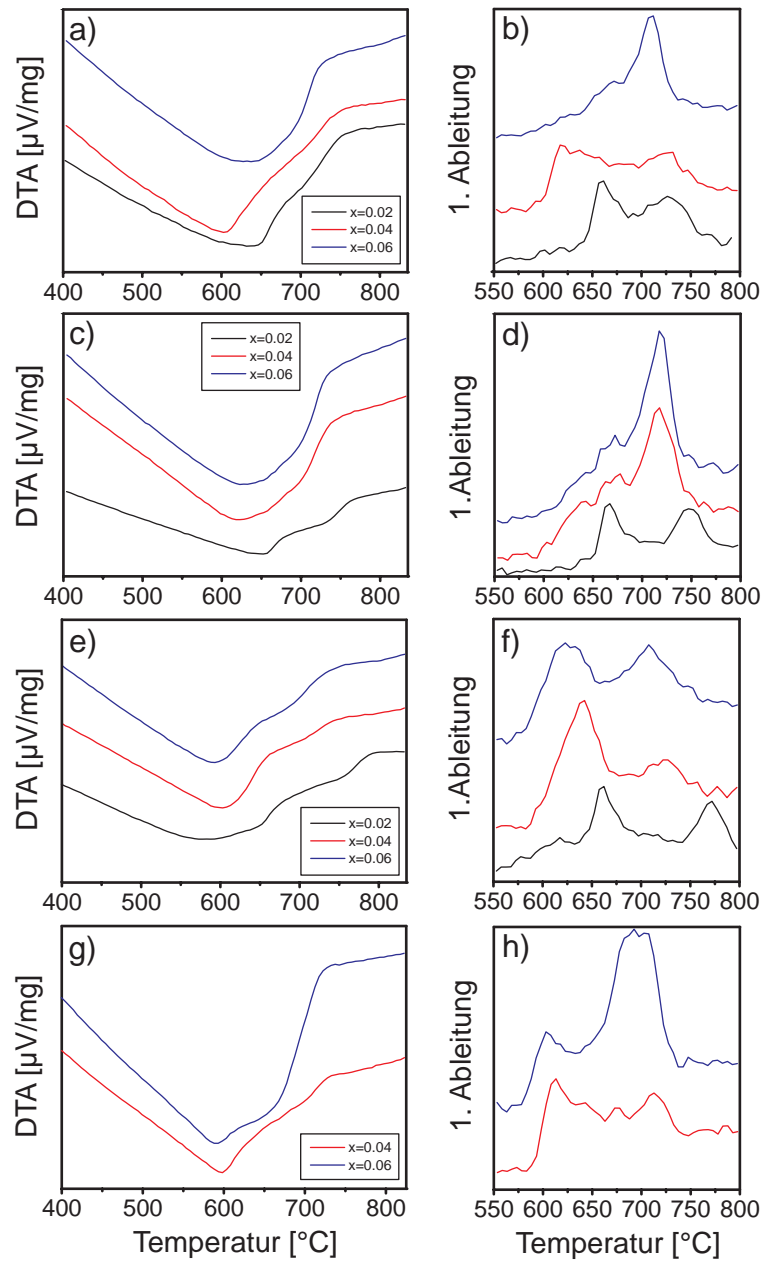 a)
DTA [µV/mg]
x=0.02
x=0.04
x=0.06
400 500 600 700 800
b)
1. Ableitung
550 600 650 700 750 800
c)
DTA [µV/mg]
x=0.02
x=0.04
x=0.06
400 500 600 700 800
d)
1.Ableitung
550 600 650 700 750 800
e)
DTA [µV/mg]
x=0.02
x=0.04
x=0.06
400 500 600 700 800
f)
1.Ableitung
550 600 650 700 750 800
g)
DTA [µV/mg]
x=0.04
x=0.06
400 500 600 700 800
Temperatur [°C]
h)
1. Ableitung
550 600 650 700 750 800
Temperatur [°C]